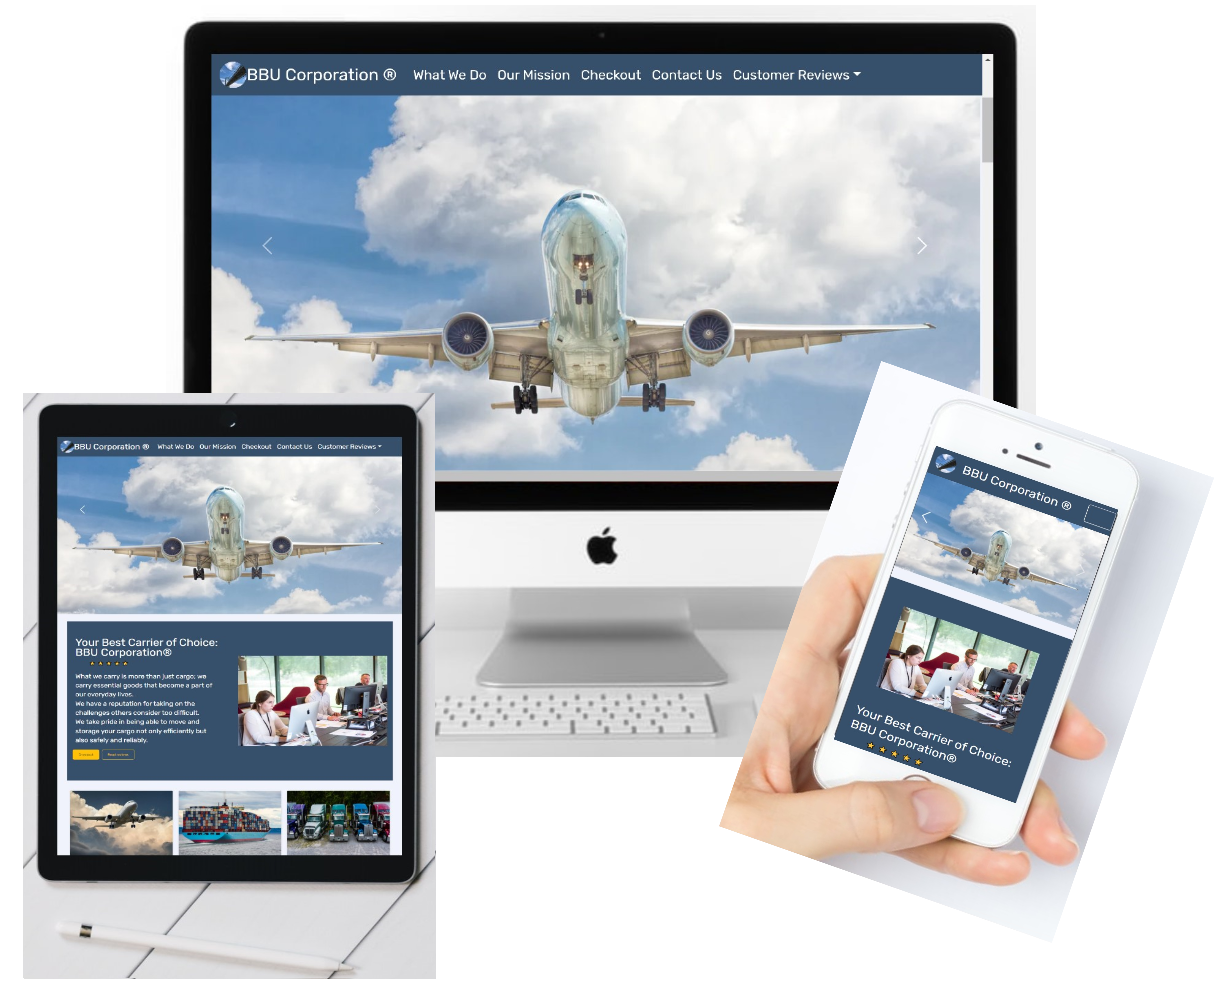 BBU Corporation ® What We Do Our Mission Checkout Contact Us Customer Reviews
BBU Corporation ® What We Do Our Mission Checkout Contact Us Customer Reviews
Your Best Carrier of Choice:
BBU Corporation®
What we carry is more than just cargo; we
carry essential goods that become a part of
our everyday lives.
We have a reputation for taking on the
challenges others consider too difficult.
We take pride in being able to move and
storage your cargo not only efficiently but
also safely and reliably.
BBU Corporation ®
Your Best Carrier of Choice:
BBU Corporation®